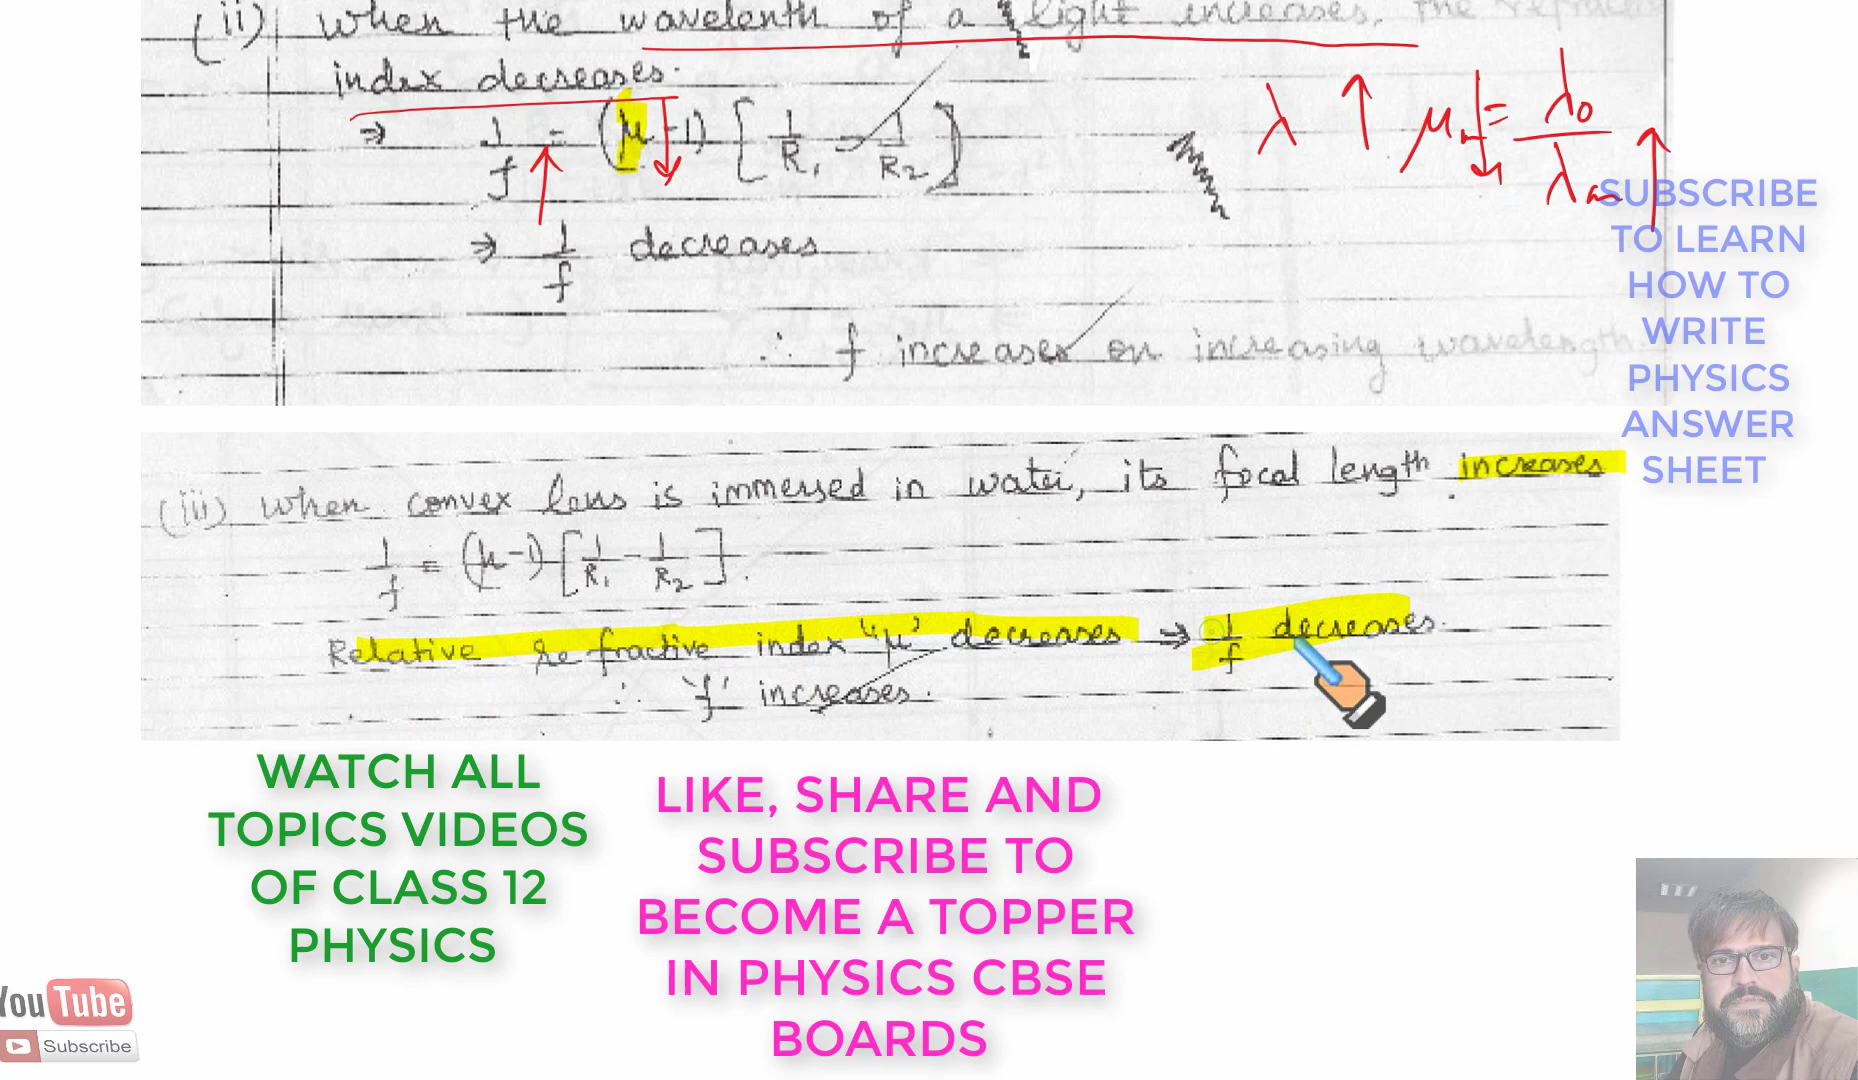 (ii) when the wavelenth of a light increases, the refractive
index decreases.
⇒ 1/f = (μ-1) [1/R₁ - 1/R₂]
λ ↑ μm ↓ = λ0/λm ↑
⇒ 1/f decreases
∴ f increases on increasing wavelength.
(iii) when convex lens is immersed in water, its focal length increases.
1/f = (μ-1) [1/R₁ - 1/R₂].
Relative refractive index "μ" decreases ⇒ 1/f decreases.
∴ 'f' increases.
SUBSCRIBE
TO LEARN
HOW TO
WRITE
PHYSICS
ANSWER
SHEET
WATCH ALL
TOPICS VIDEOS
OF CLASS 12
PHYSICS
LIKE, SHARE AND
SUBSCRIBE TO
BECOME A TOPPER
IN PHYSICS CBSE
BOARDS
YouTube
Subscribe